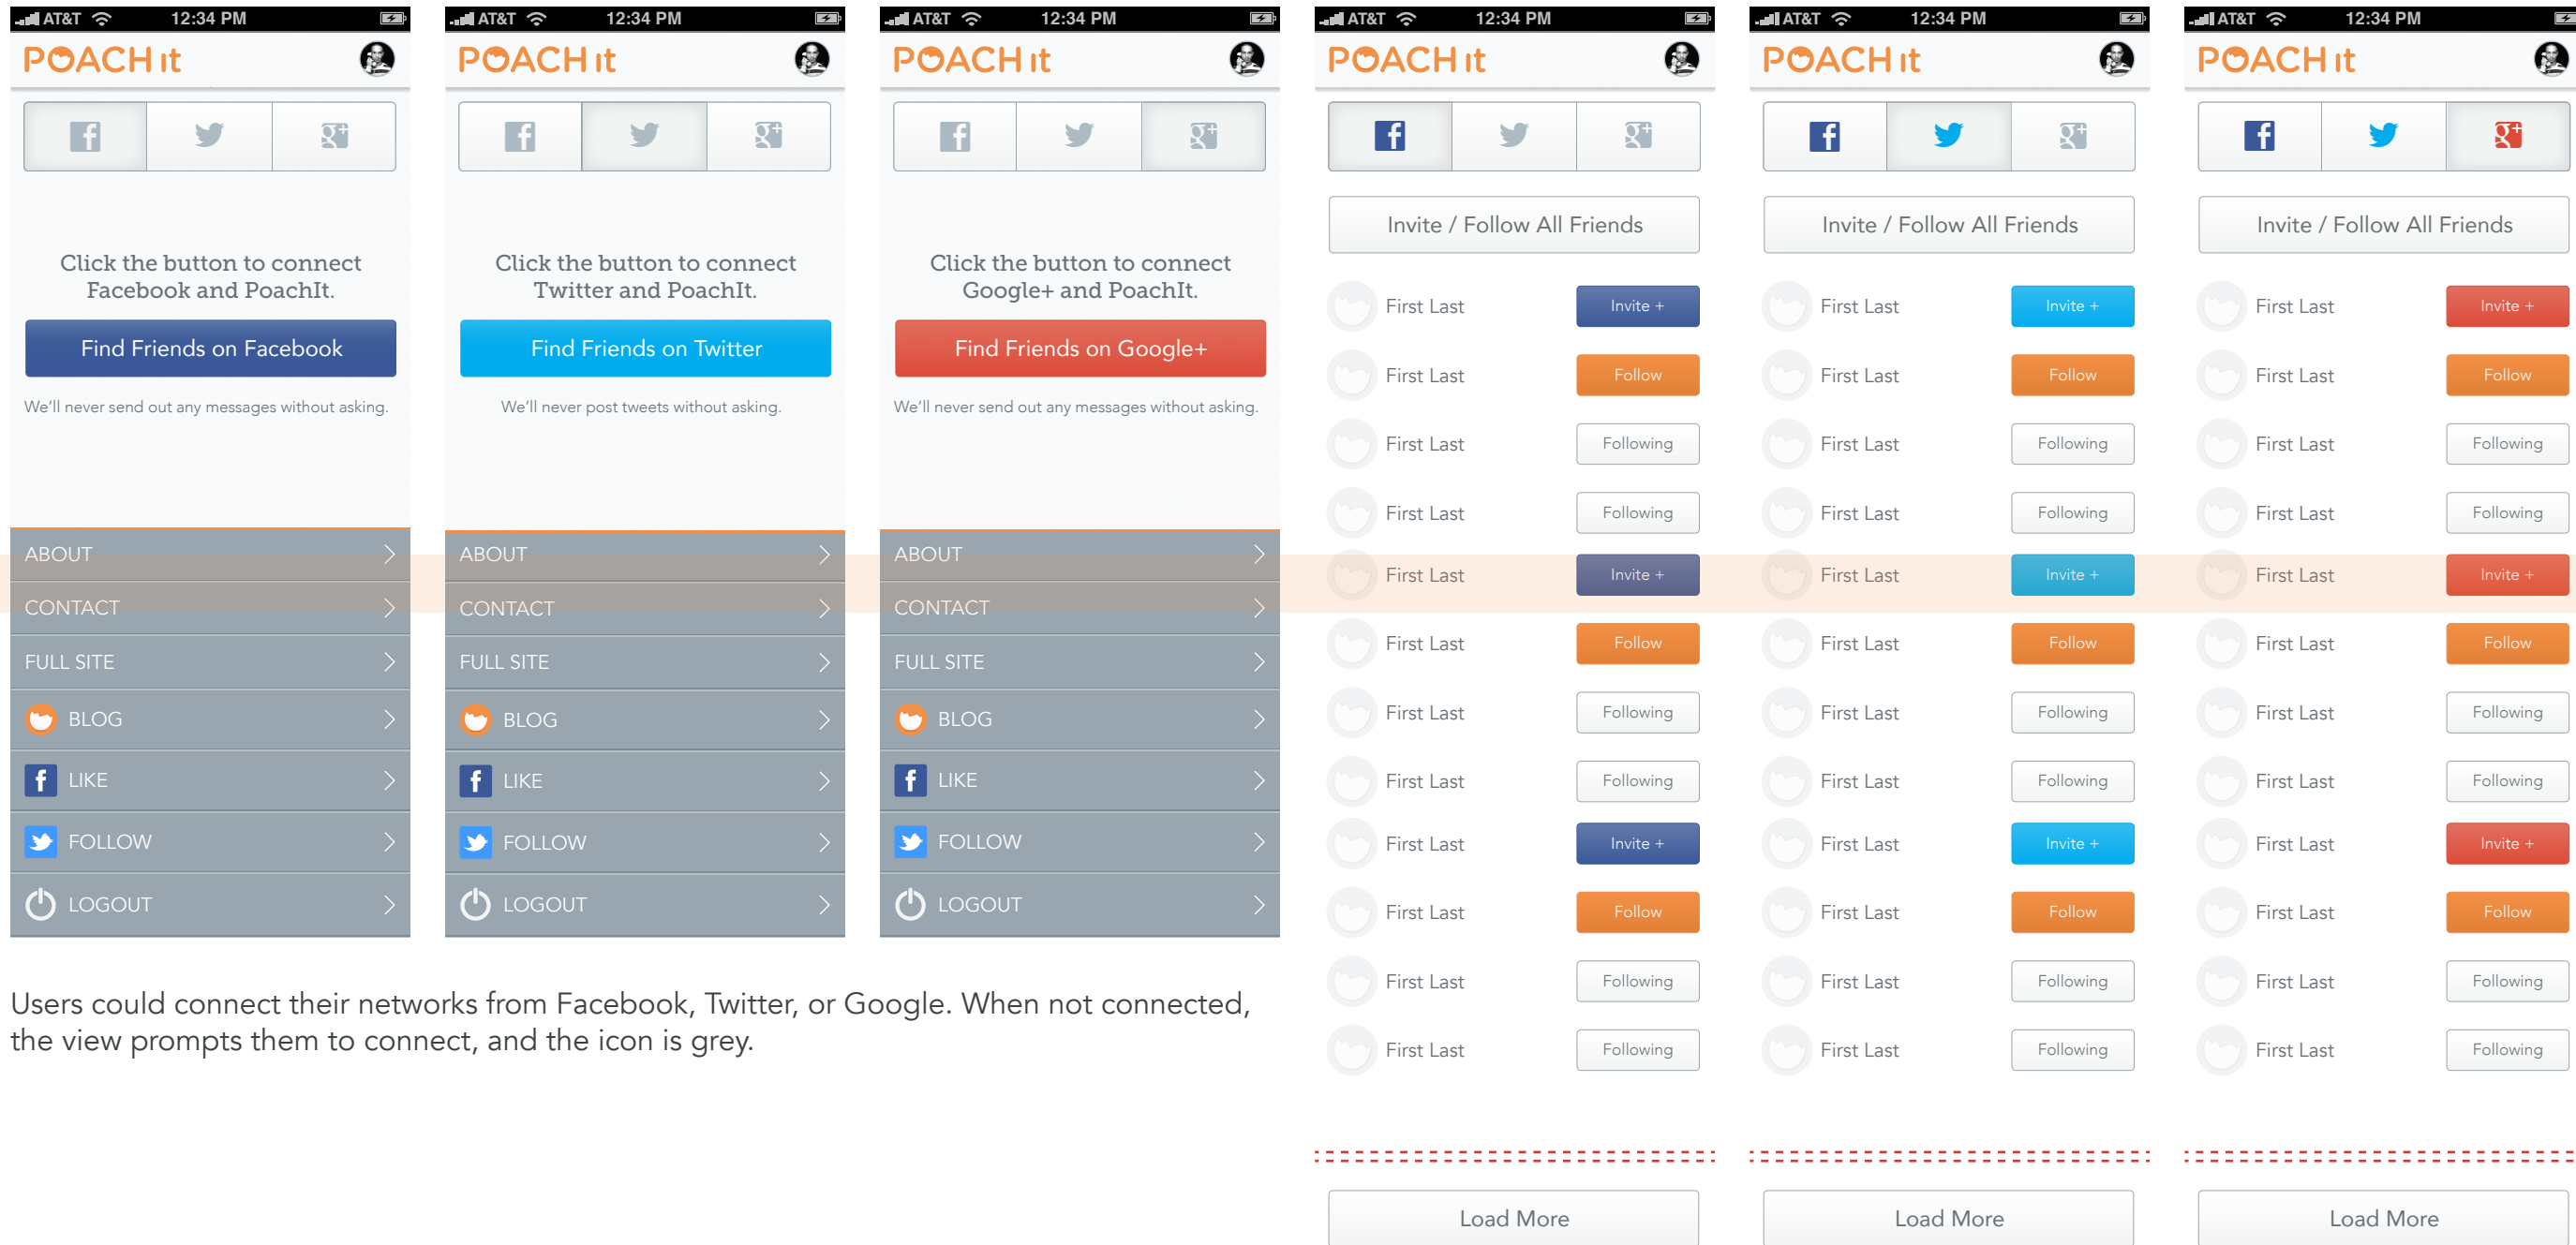 AT&T 12:34 PM
POACH it
f g+
Click the button to connect
Facebook and PoachIt.
Find Friends on Facebook
We'll never send out any messages without asking.
ABOUT
CONTACT
FULL SITE
BLOG
f LIKE
FOLLOW
LOGOUT
AT&T 12:34 PM
POACH it
f g+
Click the button to connect
Twitter and PoachIt.
Find Friends on Twitter
We'll never post tweets without asking.
ABOUT
CONTACT
FULL SITE
BLOG
f LIKE
FOLLOW
LOGOUT
AT&T 12:34 PM
POACH it
f g+
Click the button to connect
Google+ and PoachIt.
Find Friends on Google+
We'll never send out any messages without asking.
ABOUT
CONTACT
FULL SITE
BLOG
f LIKE
FOLLOW
LOGOUT
Users could connect their networks from Facebook, Twitter, or Google. When not connected,
the view prompts them to connect, and the icon is grey.
AT&T 12:34 PM
POACH it
f g+
Invite / Follow All Friends
First Last Invite +
First Last Follow
First Last Following
First Last Following
First Last Invite +
First Last Follow
First Last Following
First Last Following
First Last Invite +
First Last Follow
First Last Following
First Last Following
Load More
AT&T 12:34 PM
POACH it
f g+
Invite / Follow All Friends
First Last Invite +
First Last Follow
First Last Following
First Last Following
First Last Invite +
First Last Follow
First Last Following
First Last Following
First Last Invite +
First Last Follow
First Last Following
First Last Following
Load More
AT&T 12:34 PM
POACH it
f g+
Invite / Follow All Friends
First Last Invite +
First Last Follow
First Last Following
First Last Following
First Last Invite +
First Last Follow
First Last Following
First Last Following
First Last Invite +
First Last Follow
First Last Following
First Last Following
Load More